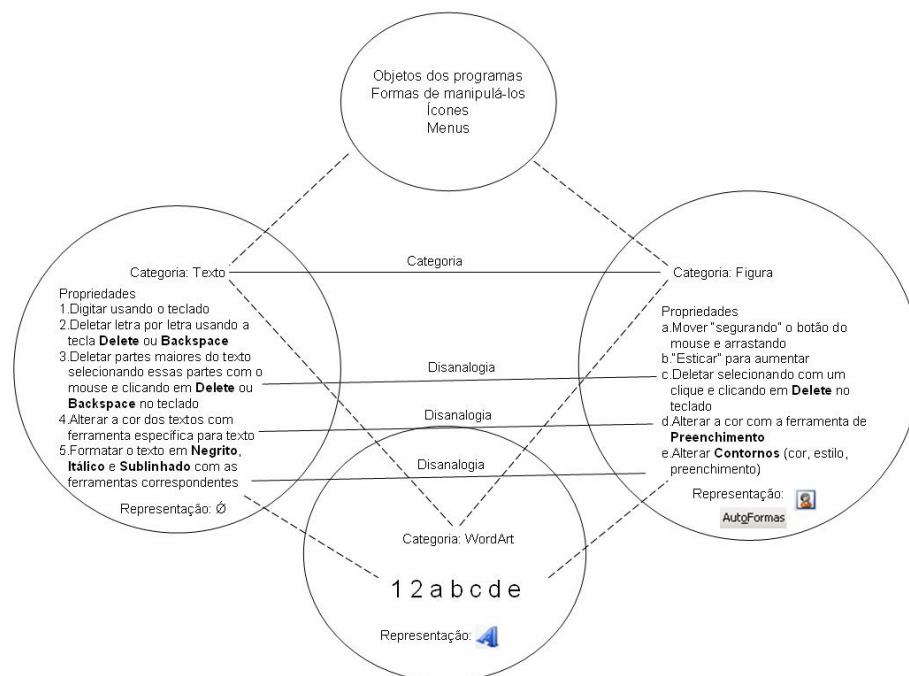 Objetos dos programas
Formas de manipulá-los
Ícones
Menus
Categoria
Categoria: Texto
Propriedades
1.Digitar usando o teclado
2.Deletar letra por letra usando a
tecla Delete ou Backspace
3.Deletar partes maiores do texto
selecionando essas partes com o
mouse e clicando em Delete ou
Backspace no teclado
4.Alterar a cor dos textos com
ferramenta específica para texto
5.Formatar o texto em Negrito,
Itálico e Sublinhado com as
ferramentas correspondentes
Representação: Ø
Disanalogia
Disanalogia
Disanalogia
Categoria: Figura
Propriedades
a.Mover "segurando" o botão do
mouse e arrastando
b."Esticar" para aumentar
c.Deletar selecionando com um
clique e clicando em Delete no
teclado
d.Alterar a cor com a ferramenta de
Preenchimento
e.Alterar Contornos (cor, estilo,
preenchimento)
Representação:
AutoFormas
Categoria: WordArt
1 2 a b c d e
Representação: